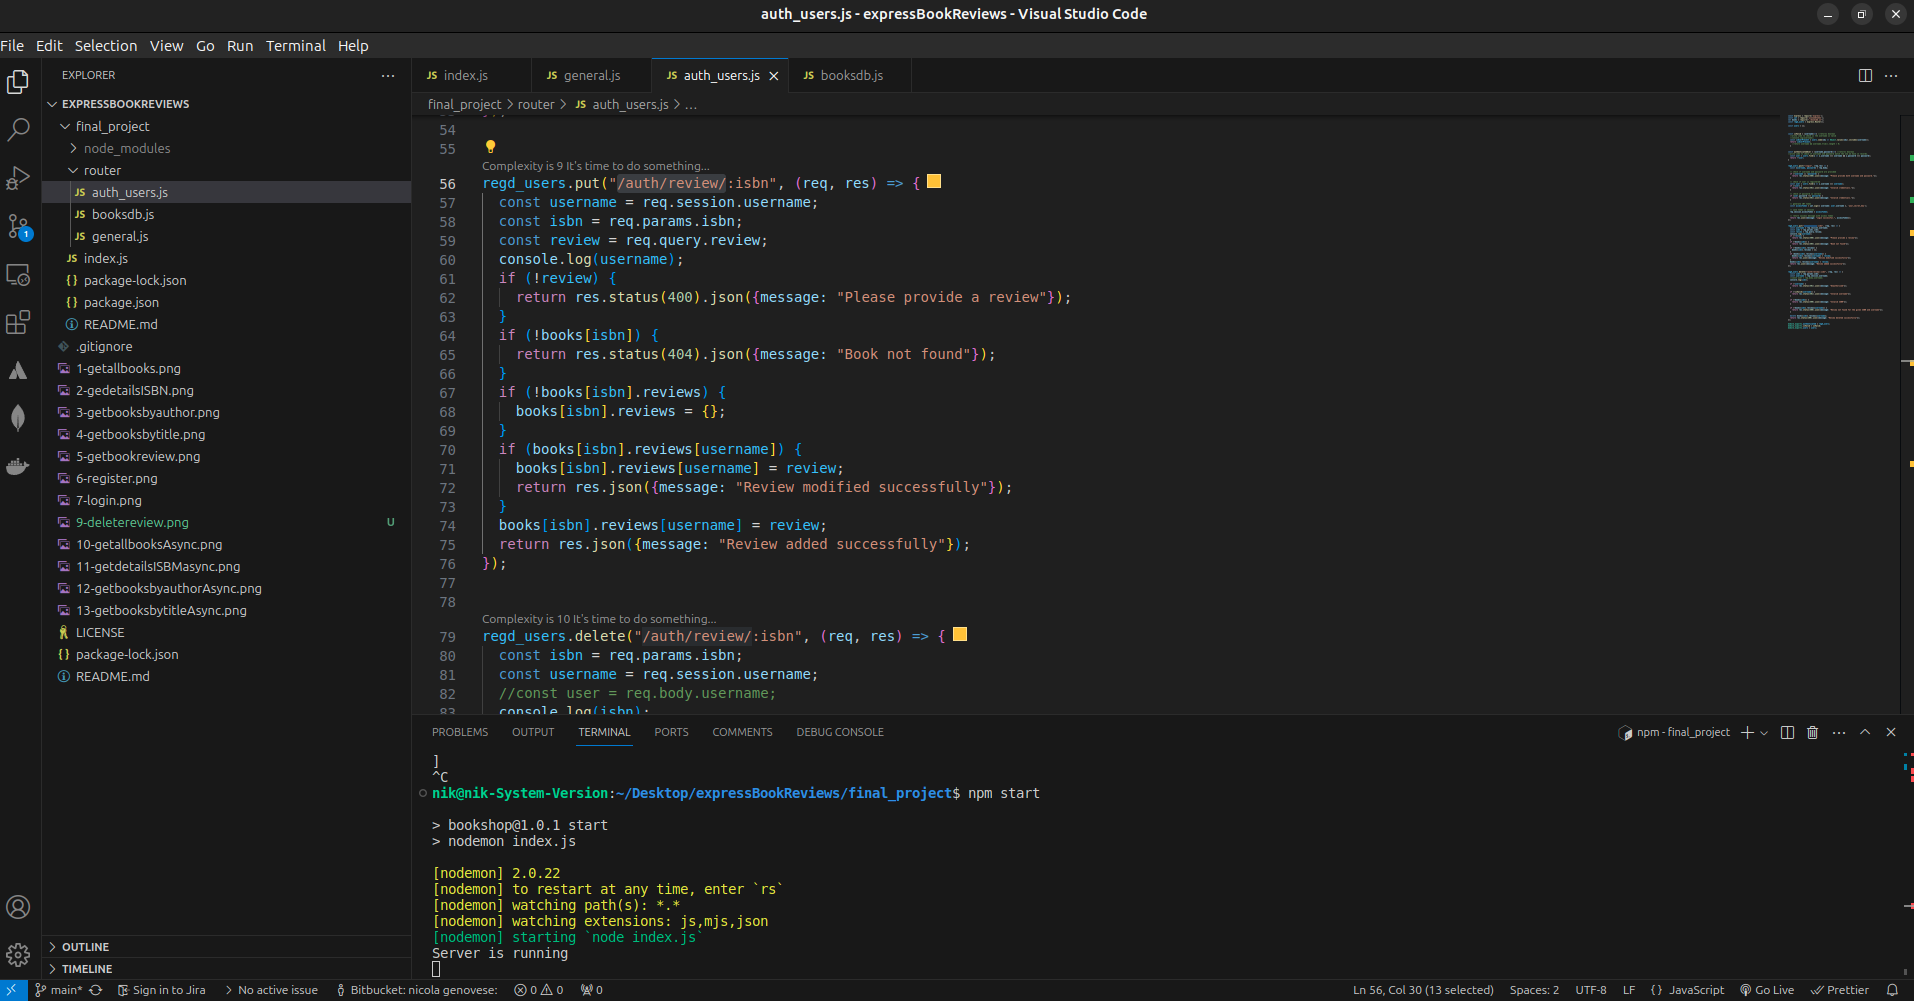 auth_users.js - expressBookReviews - Visual Studio Code
File Edit Selection View Go Run Terminal Help
EXPLORER
EXPRESSBOOKREVIEWS
final_project
node_modules
router
JS auth_users.js
JS booksdb.js
JS general.js
JS index.js
{} package-lock.json
{} package.json
README.md
.gitignore
1-getallbooks.png
2-gedetailsISBN.png
3-getbooksbyauthor.png
4-getbooksbytitle.png
5-getbookreview.png
6-register.png
7-login.png
9-deletereview.png U
10-getallbooksAsync.png
11-getdetailsISBMasync.png
12-getbooksbyauthorAsync.png
13-getbooksbytitleAsync.png
LICENSE
{} package-lock.json
README.md
OUTLINE
TIMELINE
JS index.js JS general.js JS auth_users.js JS booksdb.js
final_project > router > JS auth_users.js > ...
54
55
Complexity is 9 It's time to do something...
56 regd_users.put("/auth/review/:isbn", (req, res) => {
57 const username = req.session.username;
58 const isbn = req.params.isbn;
59 const review = req.query.review;
60 console.log(username);
61 if (!review) {
62 return res.status(400).json({message: "Please provide a review"});
63 }
64 if (!books[isbn]) {
65 return res.status(404).json({message: "Book not found"});
66 }
67 if (!books[isbn].reviews) {
68 books[isbn].reviews = {};
69 }
70 if (books[isbn].reviews[username]) {
71 books[isbn].reviews[username] = review;
72 return res.json({message: "Review modified successfully"});
73 }
74 books[isbn].reviews[username] = review;
75 return res.json({message: "Review added successfully"});
76 });
77
78
Complexity is 10 It's time to do something...
79 regd_users.delete("/auth/review/:isbn", (req, res) => {
80 const isbn = req.params.isbn;
81 const username = req.session.username;
82 //const user = req.body.username;
83 console.log(isbn);
PROBLEMS OUTPUT TERMINAL PORTS COMMENTS DEBUG CONSOLE
npm - final_project
]
^C
nik@nik-System-Version:~/Desktop/expressBookReviews/final_project$ npm start
> bookshop@1.0.1 start
> nodemon index.js
[nodemon] 2.0.22
[nodemon] to restart at any time, enter `rs`
[nodemon] watching path(s): *.*
[nodemon] watching extensions: js,mjs,json
[nodemon] starting `node index.js`
Server is running
1
main* Sign in to Jira > No active issue Bitbucket: nicola genovese: 0 0 0
Ln 56, Col 30 (13 selected) Spaces: 2 UTF-8 LF {} JavaScript Go Live Prettier